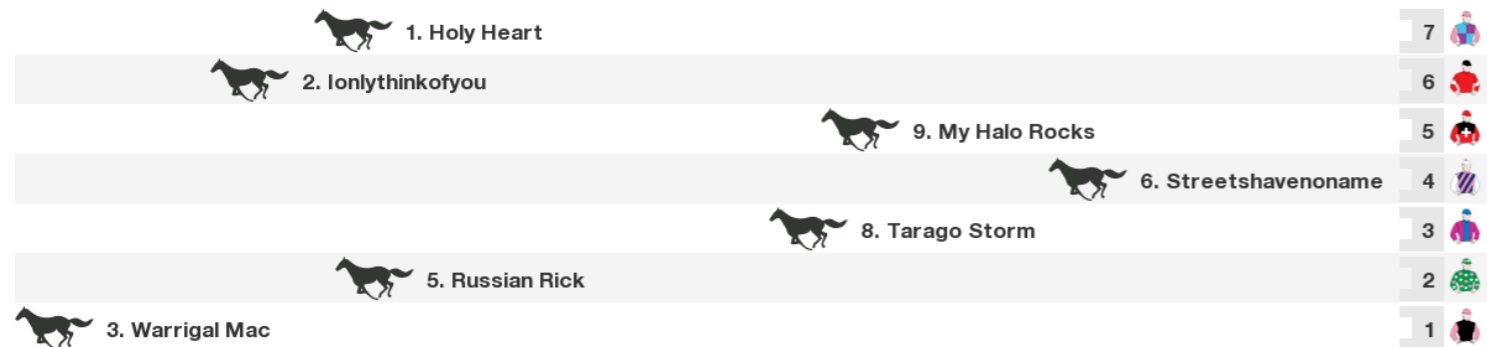 1. Holy Heart 7
2. Ionlythinkofyou 6
9. My Halo Rocks 5
6. Streetshavenoname 4
8. Tarago Storm 3
5. Russian Rick 2
3. Warrigal Mac 1